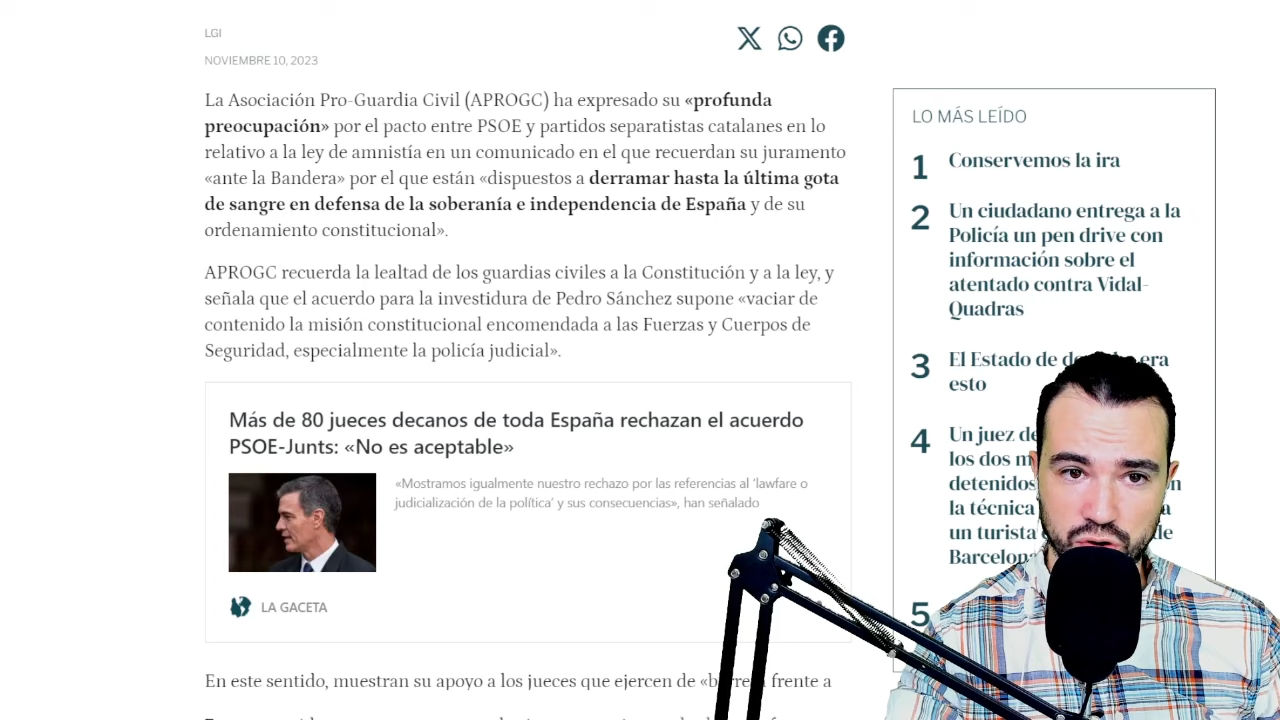 LGI
NOVIEMBRE 10, 2023
La Asociación Pro-Guardia Civil (APROGC) ha expresado su «profunda
preocupación» por el pacto entre PSOE y partidos separatistas catalanes en lo
relativo a la ley de amnistía en un comunicado en el que recuerdan su juramento
«ante la Bandera» por el que están «dispuestos a derramar hasta la última gota
de sangre en defensa de la soberanía e independencia de España y de su
ordenamiento constitucional».
APROGC recuerda la lealtad de los guardias civiles a la Constitución y a la ley, y
señala que el acuerdo para la investidura de Pedro Sánchez supone «vaciar de
contenido la misión constitucional encomendada a las Fuerzas y Cuerpos de
Seguridad, especialmente la policía judicial».
Más de 80 jueces decanos de toda España rechazan el acuerdo
PSOE-Junts: «No es aceptable»
«Mostramos igualmente nuestro rechazo por las referencias al 'lawfare o
judicialización de la política' y sus consecuencias», han señalado
LA GACETA
En este sentido, muestran su apoyo a los jueces que ejercen de frente a
LO MÁS LEÍDO
1 Conservemos la ira
2 Un ciudadano entrega a la
Policía un pen drive con
información sobre el
atentado contra Vidal-
Quadras
3 El Estado de derecho era
esto
4 Un juez
los dos
detenidos
la técnica
un turista de
Barcelona
5